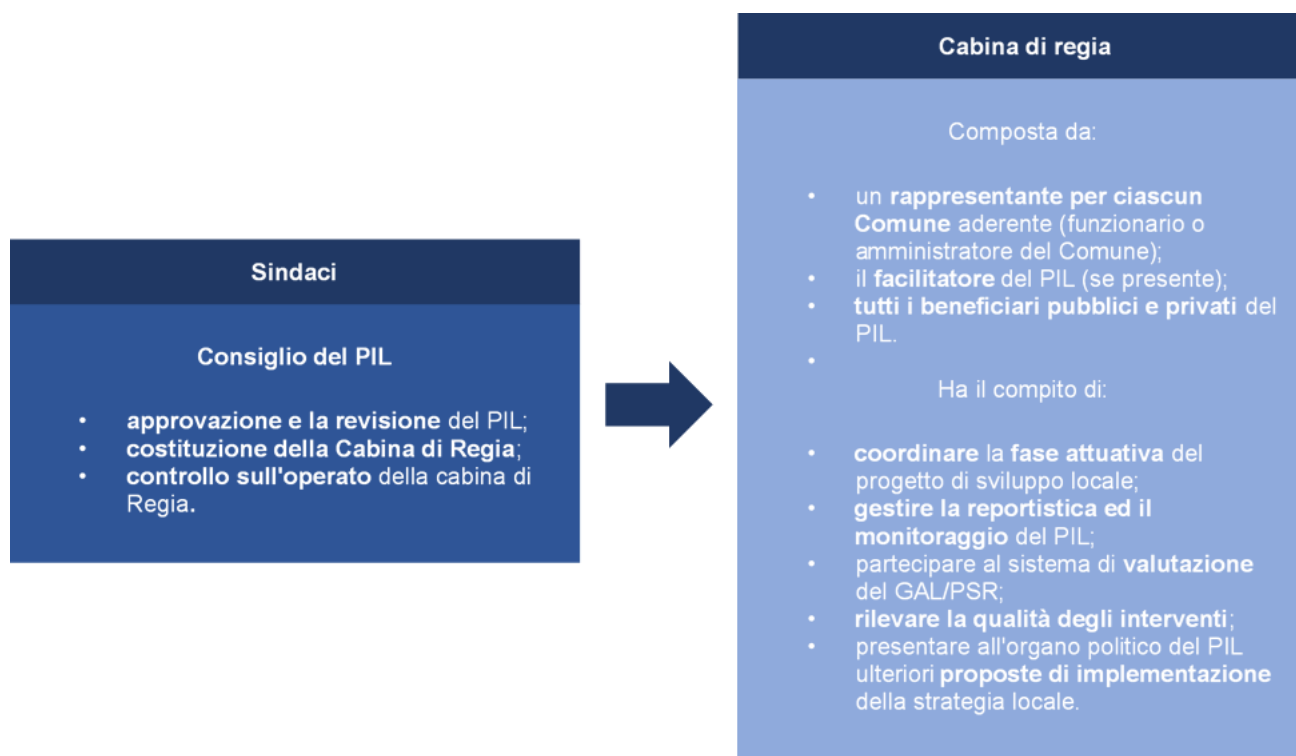 Sindaci
Consiglio del PIL
• approvazione e la revisione del PIL;
• costituzione della Cabina di Regia;
• controllo sull'operato della cabina di
Regia.
Cabina di regia
Composta da:
• un rappresentante per ciascun
Comune aderente (funzionario o
amministratore del Comune);
• il facilitatore del PIL (se presente);
• tutti i beneficiari pubblici e privati del
PIL.
•
Ha il compito di:
• coordinare la fase attuativa del
progetto di sviluppo locale;
• gestire la reportistica ed il
monitoraggio del PIL;
• partecipare al sistema di valutazione
del GAL/PSR;
• rilevare la qualità degli interventi;
• presentare all'organo politico del PIL
ulteriori proposte di implementazione
della strategia locale.